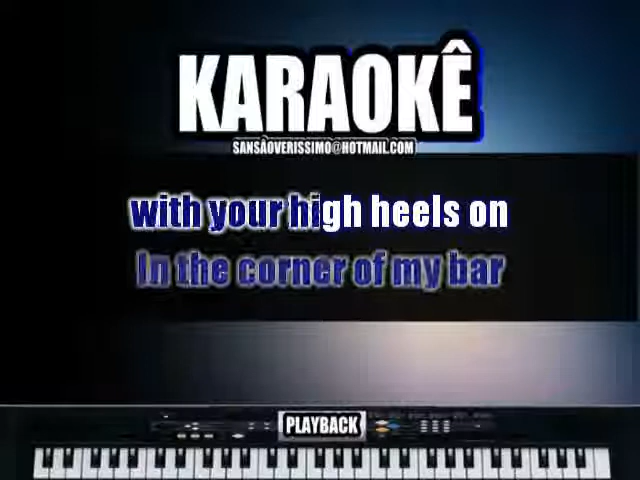 KARAOKÊ
SANSÃOVERISSIMO@HOTMAIL.COM
with your high heels on
In the corner of my bar
PLAYBACK